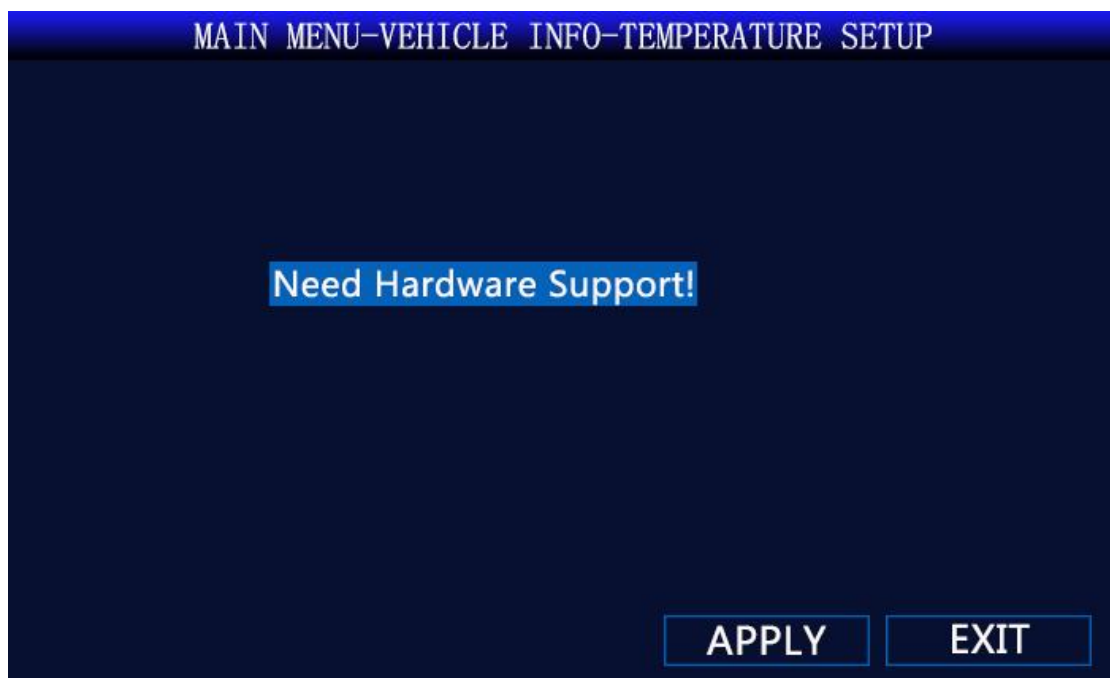 MAIN MENU-VEHICLE INFO-TEMPERATURE SETUP
Need Hardware Support!
APPLY EXIT